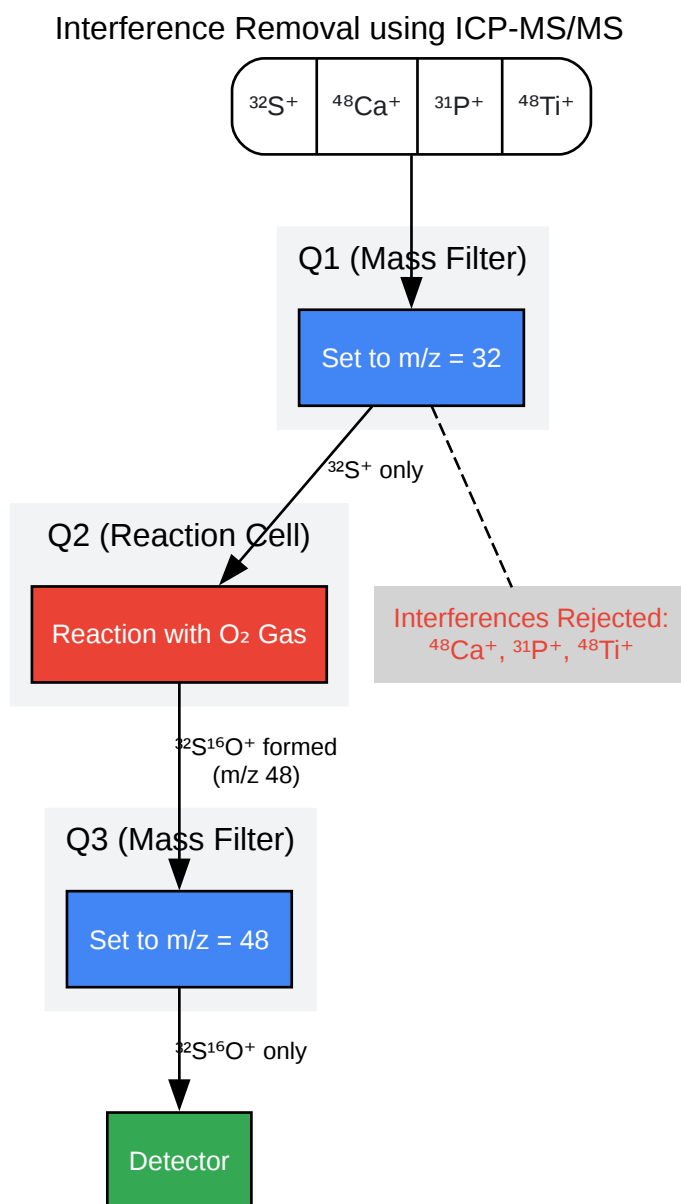 Interference Removal using ICP-MS/MS
³²S⁺
⁴⁸Ca⁺
³¹P⁺
⁴⁸Ti⁺
Q1 (Mass Filter)
Set to m/z = 32
³²S⁺ only
Q2 (Reaction Cell)
Reaction with O₂ Gas
Interferences Rejected:
⁴⁸Ca⁺, ³¹P⁺, ⁴⁸Ti⁺
³²S¹⁶O⁺ formed
(m/z 48)
Q3 (Mass Filter)
Set to m/z = 48
³²S¹⁶O⁺ only
Detector